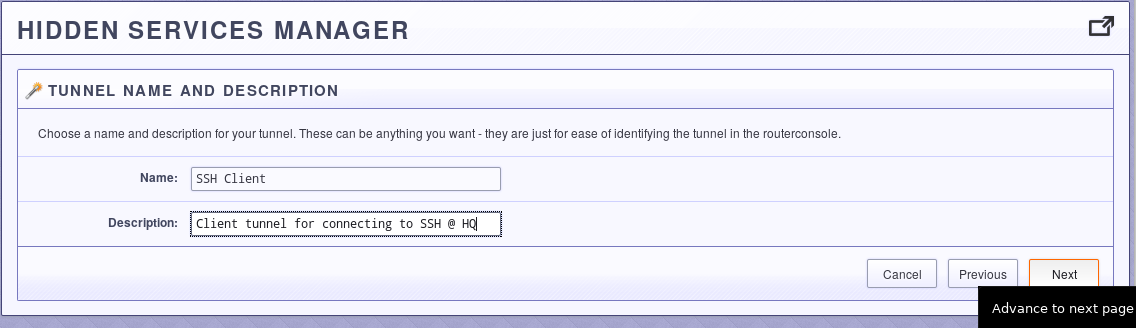 HIDDEN SERVICES MANAGER
TUNNEL NAME AND DESCRIPTION
Choose a name and description for your tunnel. These can be anything you want - they are just for ease of identifying the tunnel in the routerconsole.
Name: SSH Client
Description: Client tunnel for connecting to SSH @ HQ
Cancel Previous Next
Advance to next page